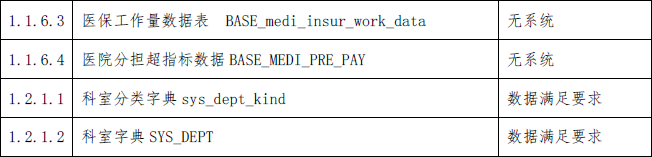 1.1.6.3 医保工作量数据表 BASE_medi_insur_work_data 无系统
1.1.6.4 医院分担超指标数据 BASE_MEDI_PRE_PAY 无系统
1.2.1.1 科室分类字典 sys_dept_kind 数据满足要求
1.2.1.2 科室字典 SYS_DEPT 数据满足要求